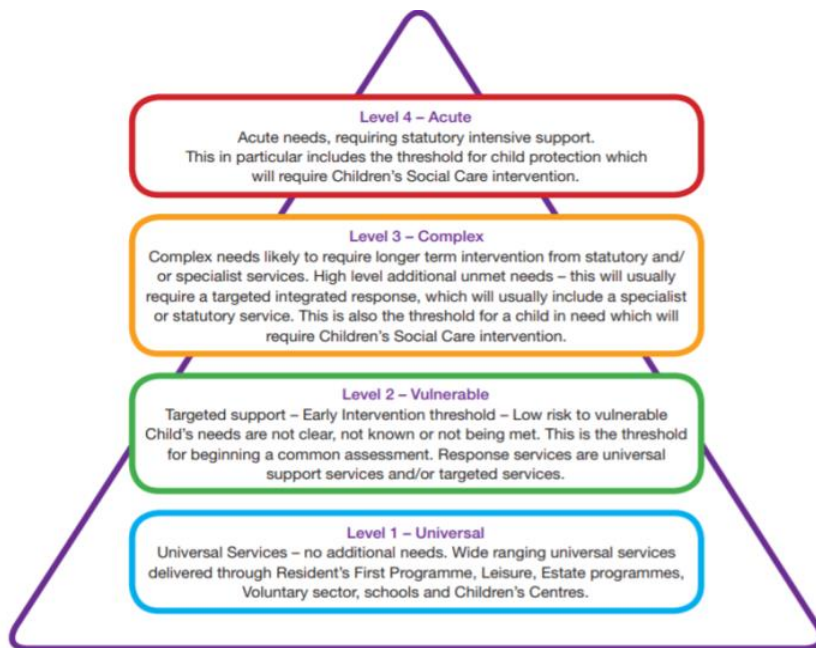 Level 4 – Acute
Acute needs, requiring statutory intensive support.
This in particular includes the threshold for child protection which
will require Children's Social Care intervention.
Level 3 – Complex
Complex needs likely to require longer term intervention from statutory and/
or specialist services. High level additional unmet needs – this will usually
require a targeted integrated response, which will usually include a specialist
or statutory service. This is also the threshold for a child in need which will
require Children's Social Care intervention.
Level 2 – Vulnerable
Targeted support – Early Intervention threshold – Low risk to vulnerable
Child's needs are not clear, not known or not being met. This is the threshold
for beginning a common assessment. Response services are universal
support services and/or targeted services.
Level 1 – Universal
Universal Services – no additional needs. Wide ranging universal services
delivered through Resident's First Programme, Leisure, Estate programmes,
Voluntary sector, schools and Children's Centres.